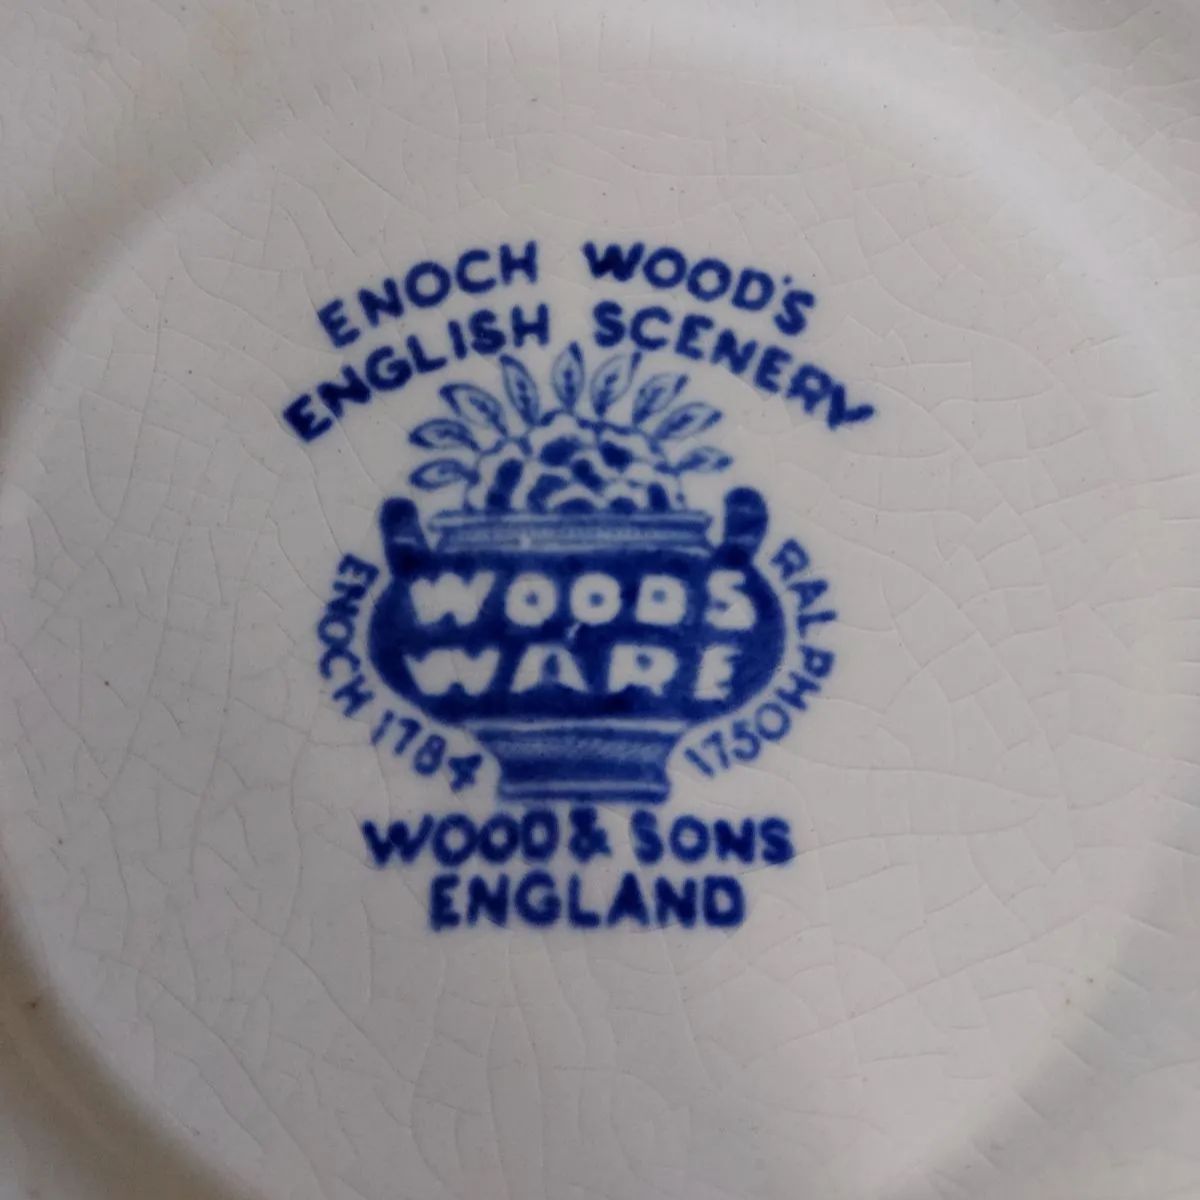 ENOCH WOOD'S
ENGLISH SCENERY
WOODS
WARE
ENOCH 1784
RALPH 1750
WOOD & SONS
ENGLAND